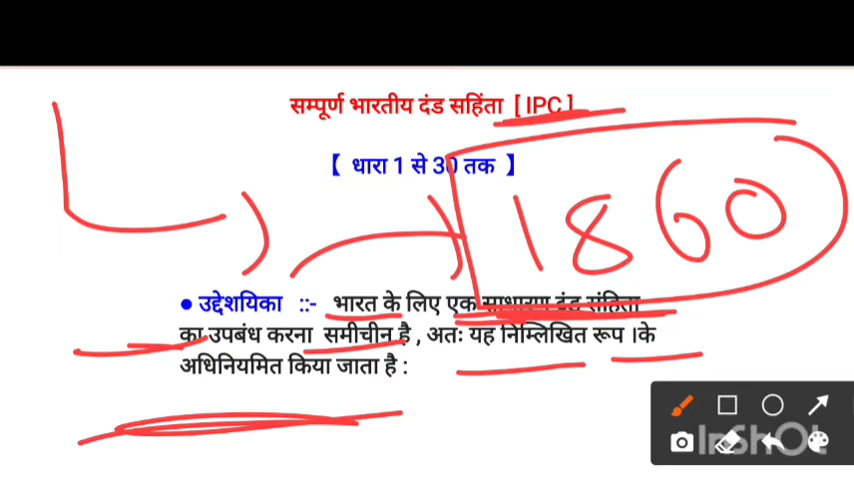 सम्पूर्ण भारतीय दंड सहिंता [ IPC ]
【 धारा 1 से 30 तक 】
1860
● उद्देशयिका ::- भारत के लिए एक साधारण दंड संहिता
का उपबंध करना समीचीन है , अतः यह निम्लिखित रूप ।के
अधिनियमित किया जाता है :
InShOt